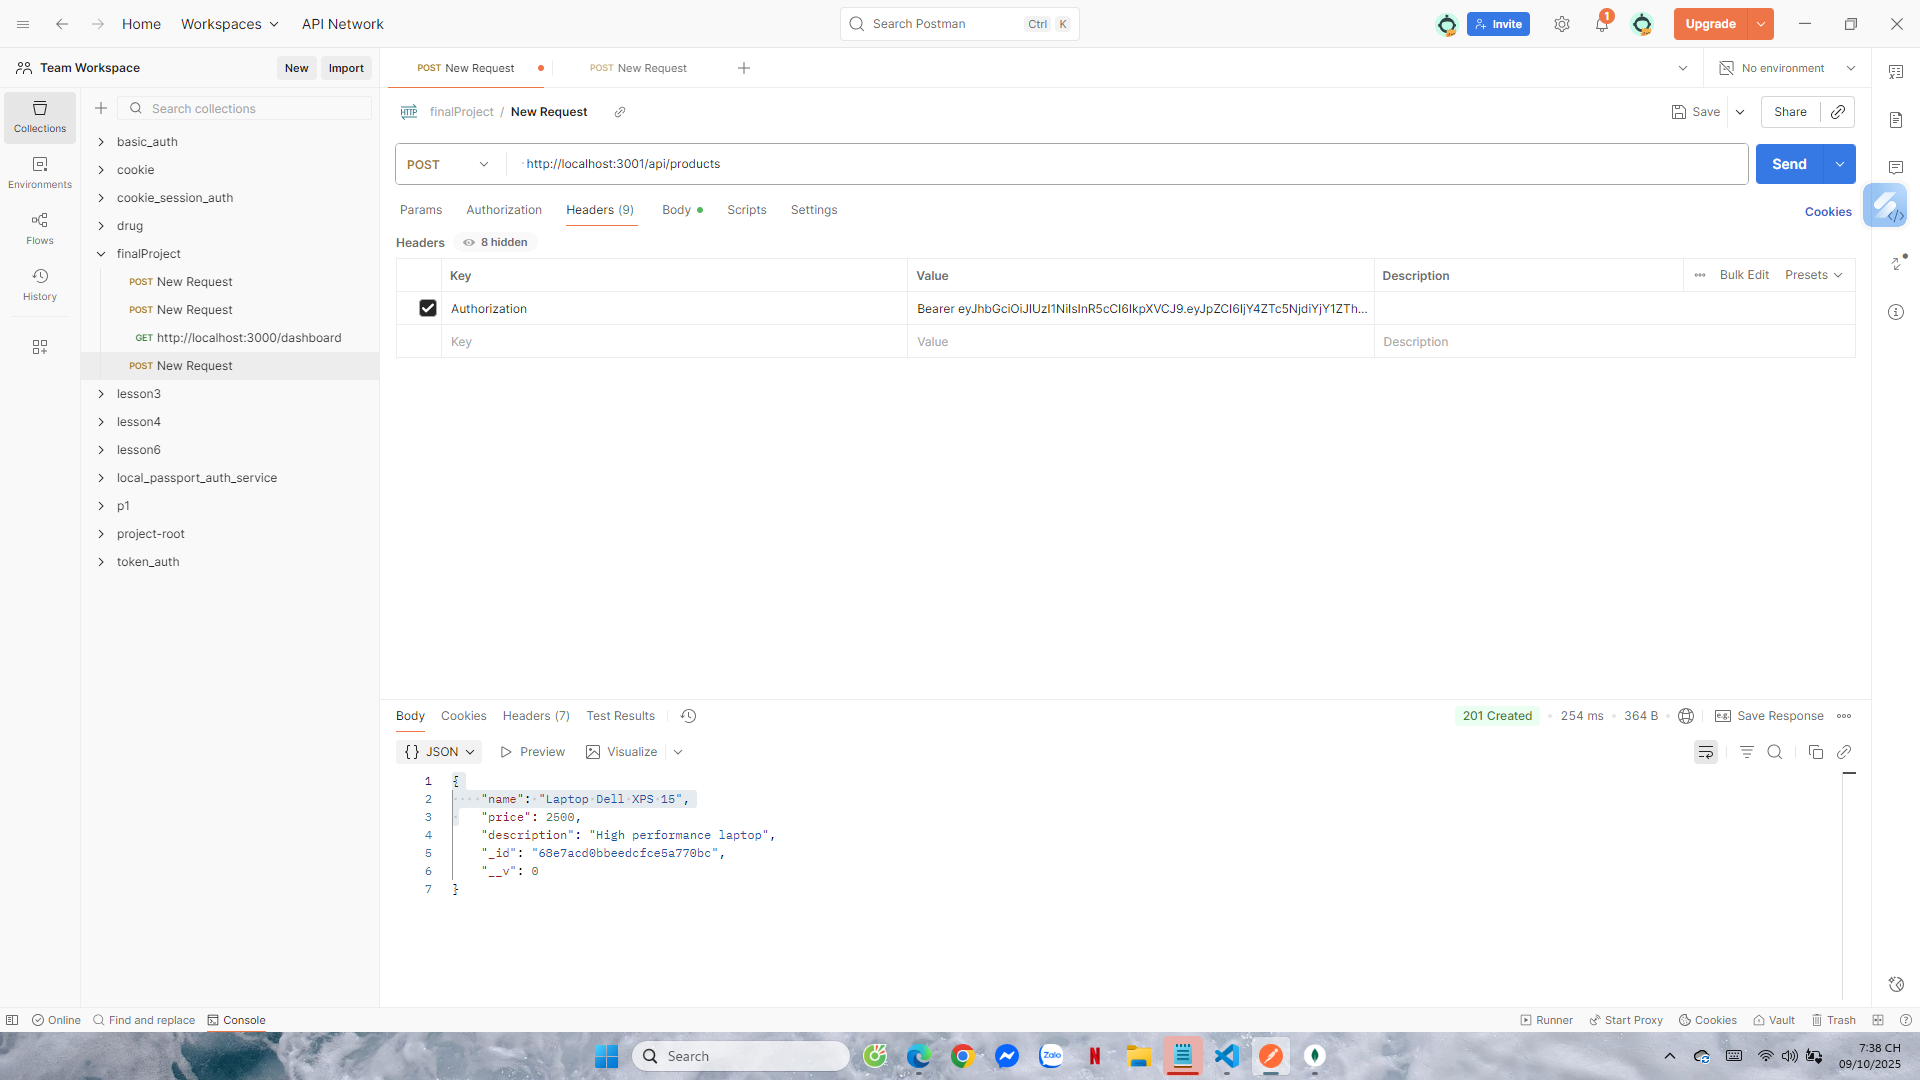 Home
Workspaces
API Network
Search Postman
Ctrl K
Invite
1
Upgrade
Team Workspace
New
Import
POST New Request
POST New Request
No environment
Collections
Environments
Flows
History
Search collections
basic_auth
cookie
cookie_session_auth
drug
finalProject
POST New Request
POST New Request
GET http://localhost:3000/dashboard
POST New Request
lesson3
lesson4
lesson6
local_passport_auth_service
p1
project-root
token_auth
HTTP finalProject / New Request
Save
Share
POST
http://localhost:3001/api/products
Send
Params Authorization Headers (9) Body Scripts Settings
Cookies
Headers 8 hidden
Key Value Description Bulk Edit Presets
Authorization Bearer eyJhbGciOiJIUzI1NiIsInR5cCI6IkpXVCJ9.eyJpZCI6IjY4ZTc5NjdiYjY1ZTh...
Key Value Description
Body Cookies Headers (7) Test Results
201 Created 254 ms 364 B e.g. Save Response
{} JSON Preview Visualize
1 {
2 "name": "Laptop Dell XPS 15",
3 "price": 2500,
4 "description": "High performance laptop",
5 "_id": "68e7acd0bbeedcfce5a770bc",
6 "__v": 0
7 }
Online Find and replace Console
Runner Start Proxy Cookies Vault Trash
Search
Zalo
N
7:38 CH
09/10/2025